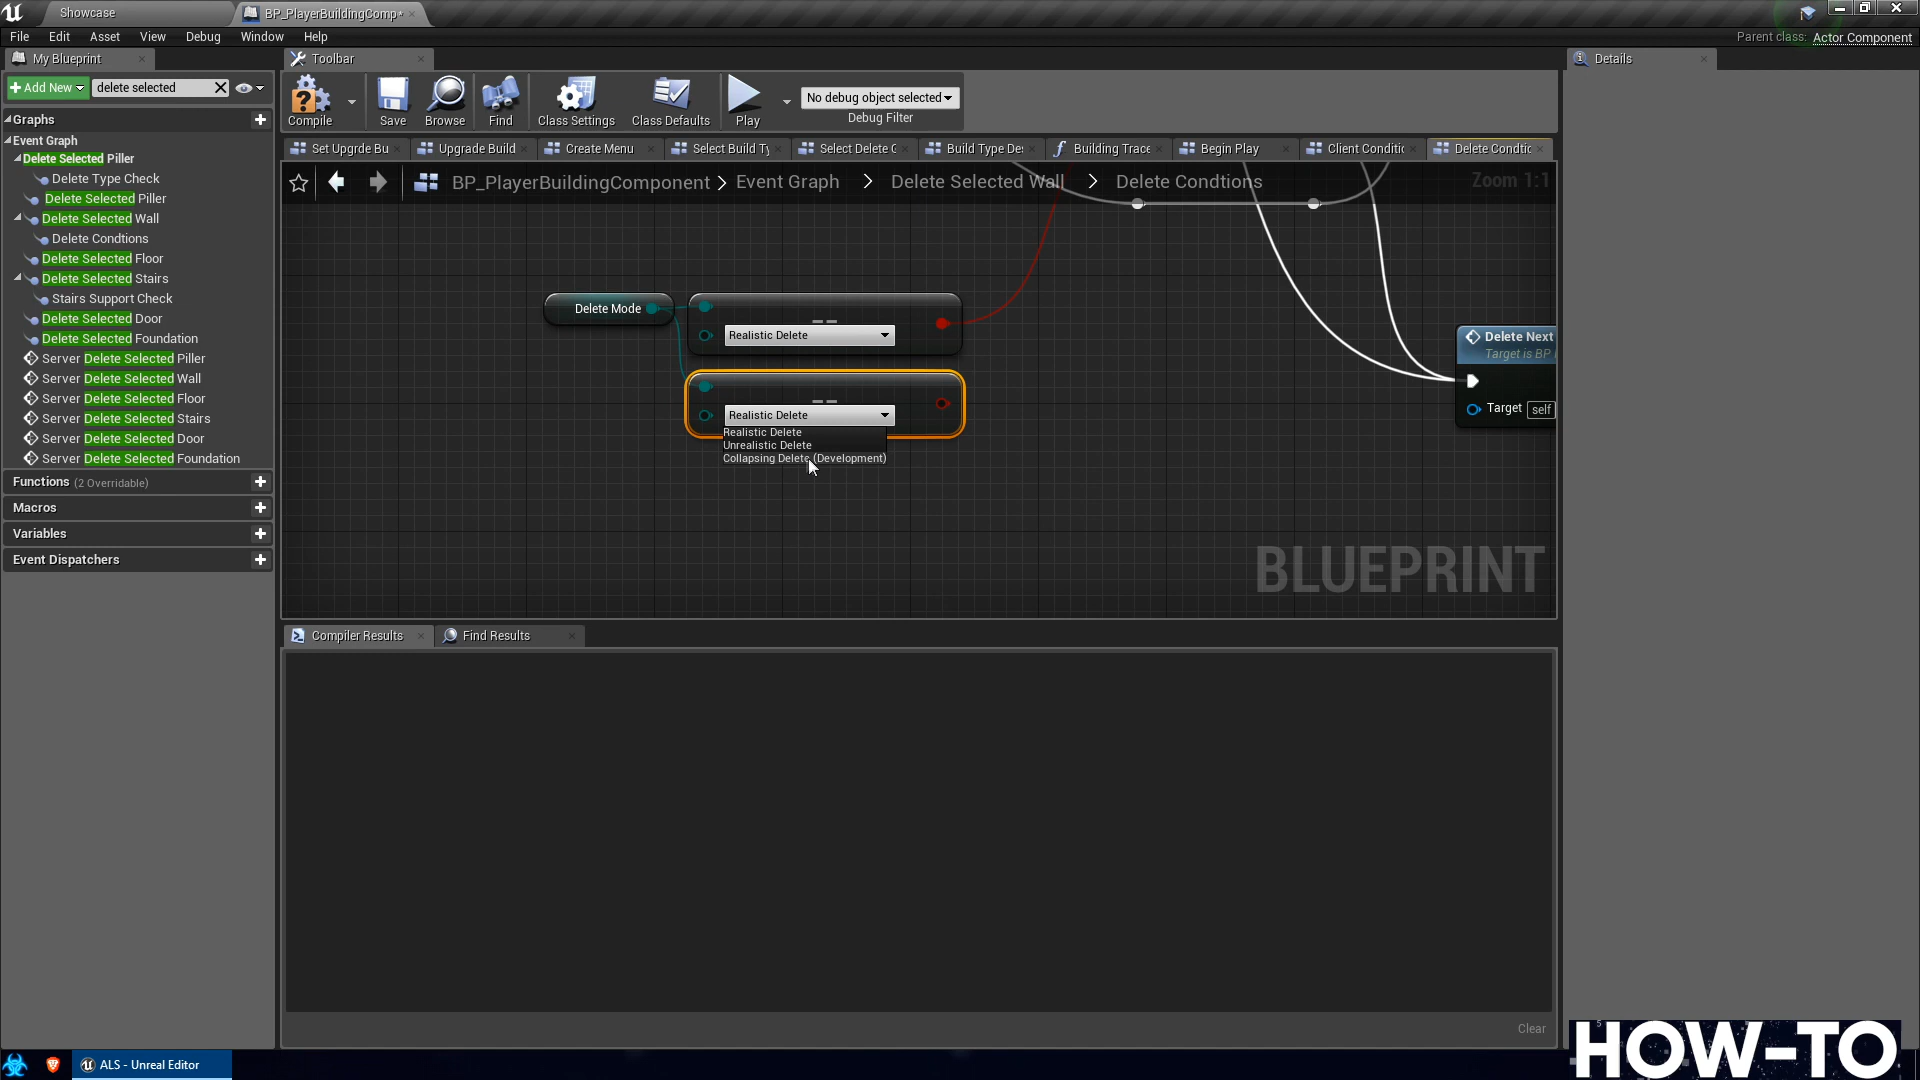 Showcase
BP_PlayerBuildingComp*
File Edit Asset View Debug Window Help
Parent class: Actor Component
My Blueprint
Toolbar
Details
+ Add New
delete selected
Compile
Save
Browse
Find
Class Settings
Class Defaults
Play
No debug object selected
Debug Filter
Graphs
Event Graph
Delete Selected Piller
Delete Type Check
Delete Selected Piller
Delete Selected Wall
Delete Condtions
Delete Selected Floor
Delete Selected Stairs
Stairs Support Check
Delete Selected Door
Delete Selected Foundation
Server Delete Selected Piller
Server Delete Selected Wall
Server Delete Selected Floor
Server Delete Selected Stairs
Server Delete Selected Door
Server Delete Selected Foundation
Functions (2 Overridable)
Macros
Variables
Event Dispatchers
Set Upgrde Bu
Upgrade Build
Create Menu
Select Build Ty
Select Delete C
Build Type Des
Building Trace
Begin Play
Client Conditic
Delete Condtic
BP_PlayerBuildingComponent > Event Graph > Delete Selected Wall > Delete Condtions
Zoom 1:1
Delete Mode
==
Realistic Delete
==
Realistic Delete
Realistic Delete
Unrealistic Delete
Collapsing Delete (Development)
Delete Next
Target is BP
Target self
BLUEPRINT
Compiler Results
Find Results
Clear
ALS - Unreal Editor
HOW-TO